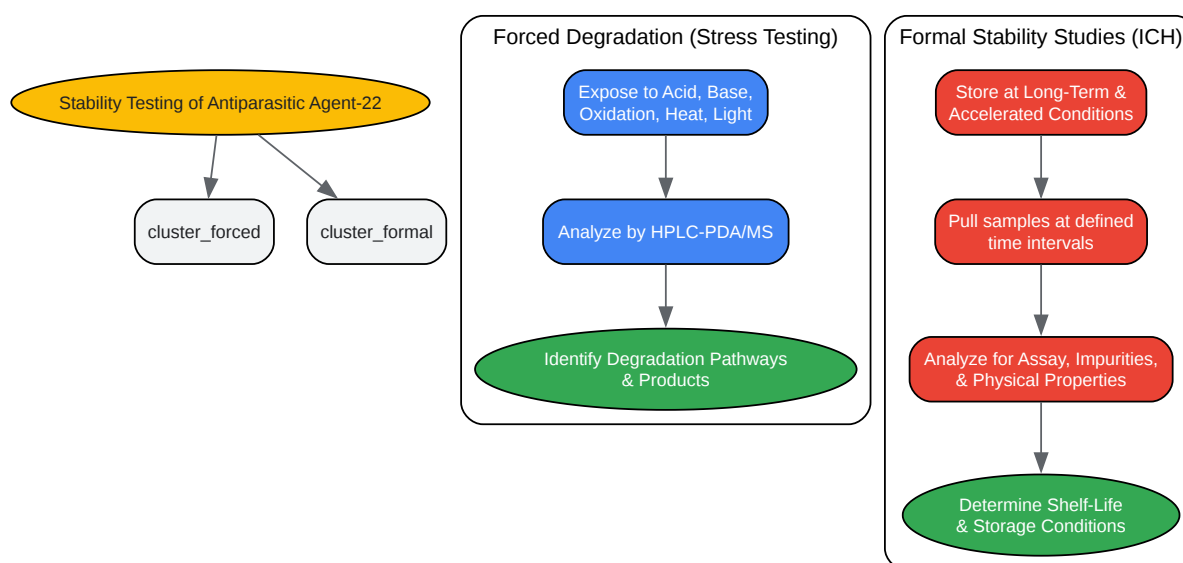 Stability Testing of Antiparasitic Agent-22
cluster_forced
cluster_formal
Forced Degradation (Stress Testing)
Expose to Acid, Base,
Oxidation, Heat, Light
Analyze by HPLC-PDA/MS
Identify Degradation Pathways
& Products
Formal Stability Studies (ICH)
Store at Long-Term &
Accelerated Conditions
Pull samples at defined
time intervals
Analyze for Assay, Impurities,
& Physical Properties
Determine Shelf-Life
& Storage Conditions